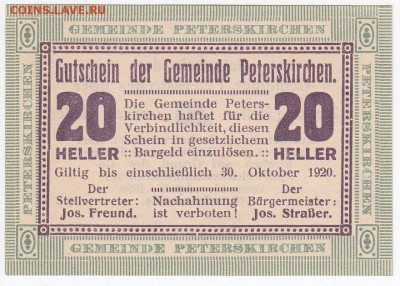 COINS.LAVE.RU
GEMEINDE PETERSKIRCHEN
Gutschein der Gemeinde Peterskirchen.
20
HELLER
Die Gemeinde Peters-
kirchen haftet für die
Verbindlichkeit, diesen
Schein in gesetzlichem
:: Bargeld einzulösen. ::
20
HELLER
Giltig bis einschließlich 30. Oktober 1920.
Der
Stellvertreter:
Jos. Freund.
Nachahmung
ist verboten!
Der
Bürgermeister:
Jos. Straßer.
PETERSKIRCHEN
PETERSKIRCHEN
GEMEINDE PETERSKIRCHEN